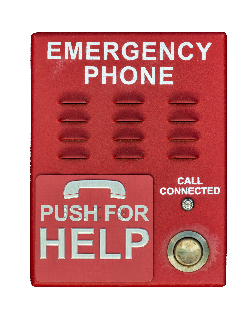 EMERGENCY
PHONE
CALL
CONNECTED
PUSH FOR
HELP